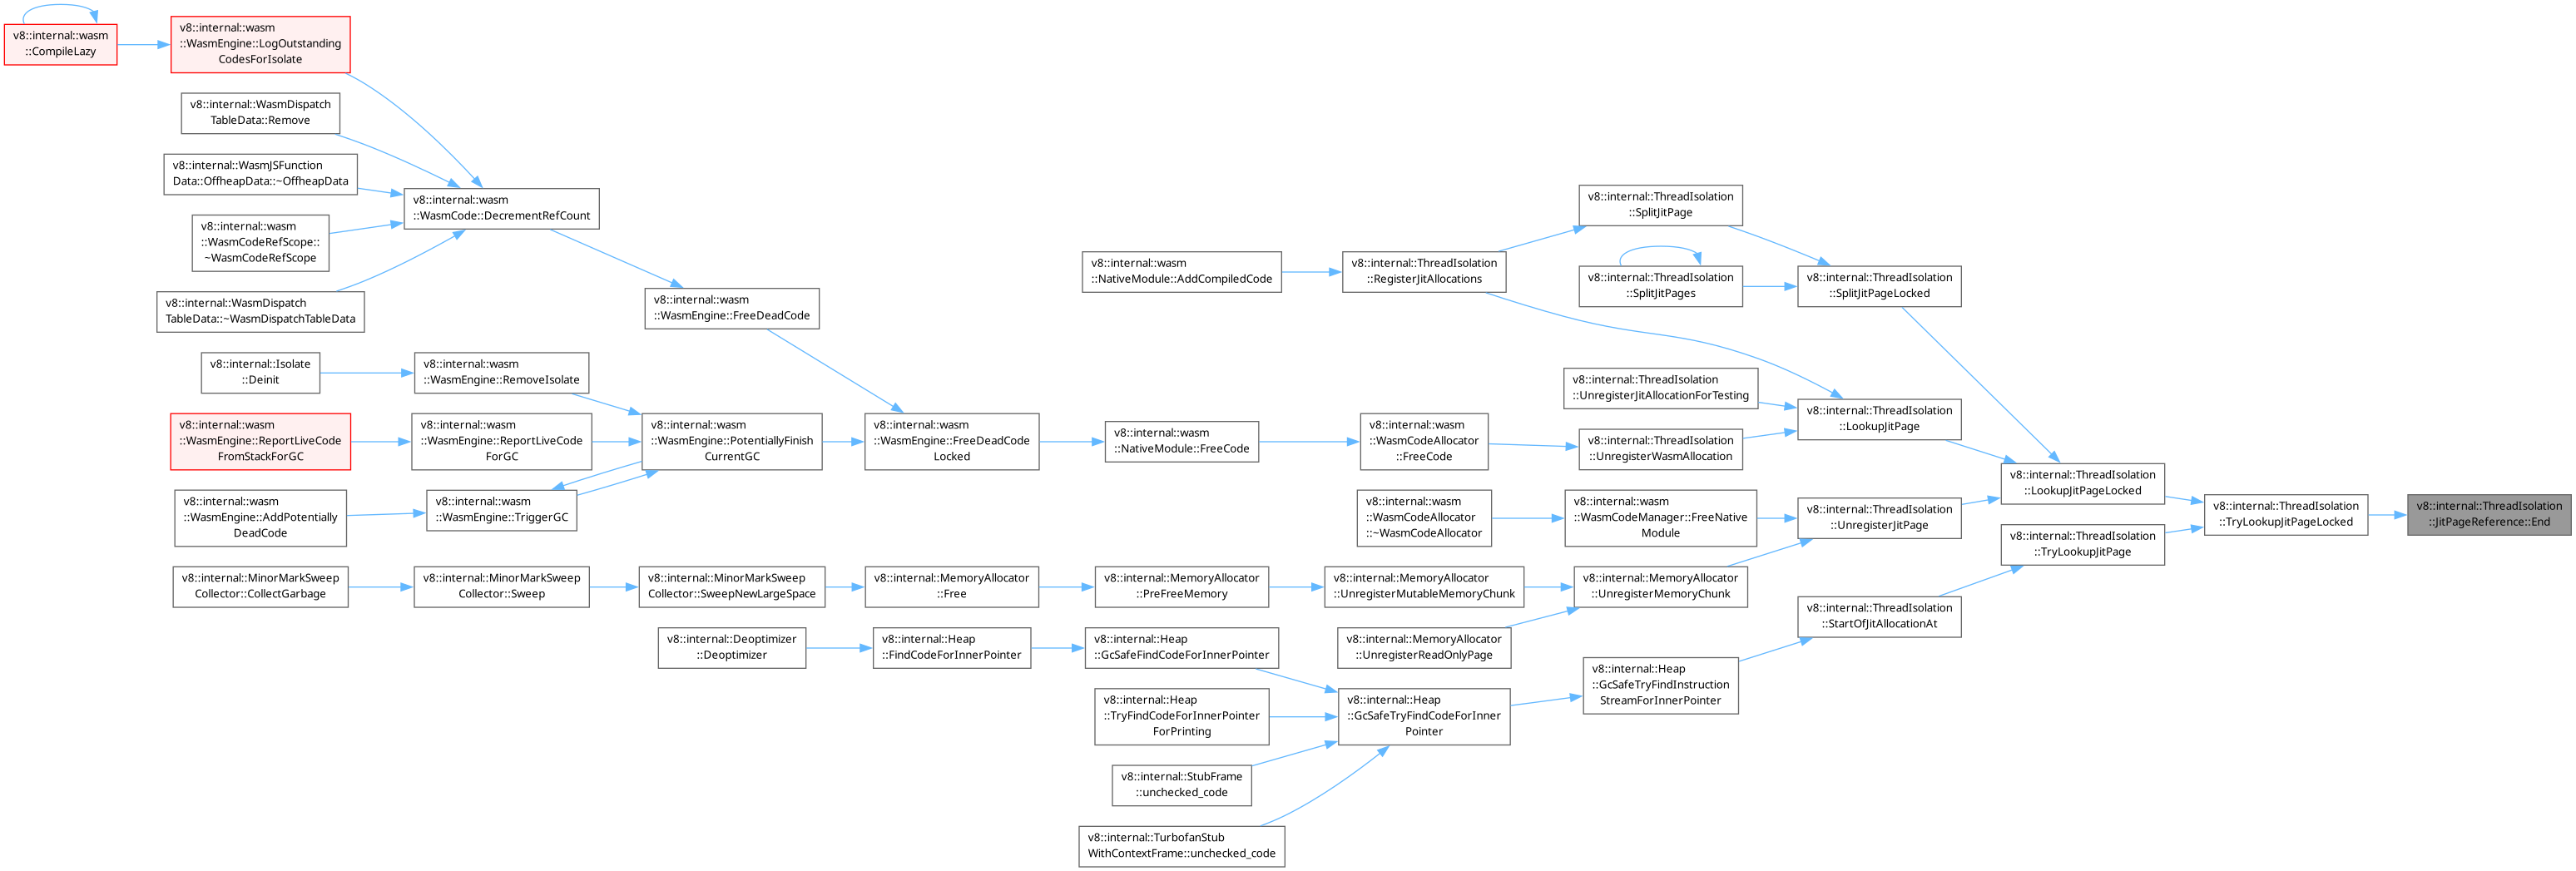 v8::internal::wasm
::CompileLazy
v8::internal::wasm
::WasmEngine::LogOutstanding
CodesForIsolate
v8::internal::WasmDispatch
TableData::Remove
v8::internal::WasmJSFunction
Data::OffheapData::~OffheapData
v8::internal::wasm
::WasmCodeRefScope::
~WasmCodeRefScope
v8::internal::WasmDispatch
TableData::~WasmDispatchTableData
v8::internal::wasm
::WasmCode::DecrementRefCount
v8::internal::wasm
::WasmEngine::FreeDeadCode
v8::internal::Isolate
::Deinit
v8::internal::wasm
::WasmEngine::RemoveIsolate
v8::internal::wasm
::WasmEngine::ReportLiveCode
FromStackForGC
v8::internal::wasm
::WasmEngine::ReportLiveCode
ForGC
v8::internal::wasm
::WasmEngine::PotentiallyFinish
CurrentGC
v8::internal::wasm
::WasmEngine::FreeDeadCode
Locked
v8::internal::wasm
::WasmEngine::AddPotentially
DeadCode
v8::internal::wasm
::WasmEngine::TriggerGC
v8::internal::MinorMarkSweep
Collector::CollectGarbage
v8::internal::MinorMarkSweep
Collector::Sweep
v8::internal::MinorMarkSweep
Collector::SweepNewLargeSpace
v8::internal::MemoryAllocator
::Free
v8::internal::Deoptimizer
::Deoptimizer
v8::internal::Heap
::FindCodeForInnerPointer
v8::internal::wasm
::NativeModule::AddCompiledCode
v8::internal::ThreadIsolation
::RegisterJitAllocations
v8::internal::ThreadIsolation
::SplitJitPage
v8::internal::ThreadIsolation
::SplitJitPages
v8::internal::ThreadIsolation
::SplitJitPageLocked
v8::internal::ThreadIsolation
::UnregisterJitAllocationForTesting
v8::internal::ThreadIsolation
::LookupJitPage
v8::internal::wasm
::NativeModule::FreeCode
v8::internal::wasm
::WasmCodeAllocator
::FreeCode
v8::internal::ThreadIsolation
::UnregisterWasmAllocation
v8::internal::wasm
::WasmCodeAllocator
::~WasmCodeAllocator
v8::internal::wasm
::WasmCodeManager::FreeNative
Module
v8::internal::ThreadIsolation
::UnregisterJitPage
v8::internal::MemoryAllocator
::PreFreeMemory
v8::internal::MemoryAllocator
::UnregisterMutableMemoryChunk
v8::internal::MemoryAllocator
::UnregisterMemoryChunk
v8::internal::MemoryAllocator
::UnregisterReadOnlyPage
v8::internal::Heap
::GcSafeFindCodeForInnerPointer
v8::internal::Heap
::TryFindCodeForInnerPointer
ForPrinting
v8::internal::StubFrame
::unchecked_code
v8::internal::TurbofanStub
WithContextFrame::unchecked_code
v8::internal::Heap
::GcSafeTryFindCodeForInner
Pointer
v8::internal::Heap
::GcSafeTryFindInstruction
StreamForInnerPointer
v8::internal::ThreadIsolation
::StartOfJitAllocationAt
v8::internal::ThreadIsolation
::LookupJitPageLocked
v8::internal::ThreadIsolation
::TryLookupJitPage
v8::internal::ThreadIsolation
::TryLookupJitPageLocked
v8::internal::ThreadIsolation
::JitPageReference::End